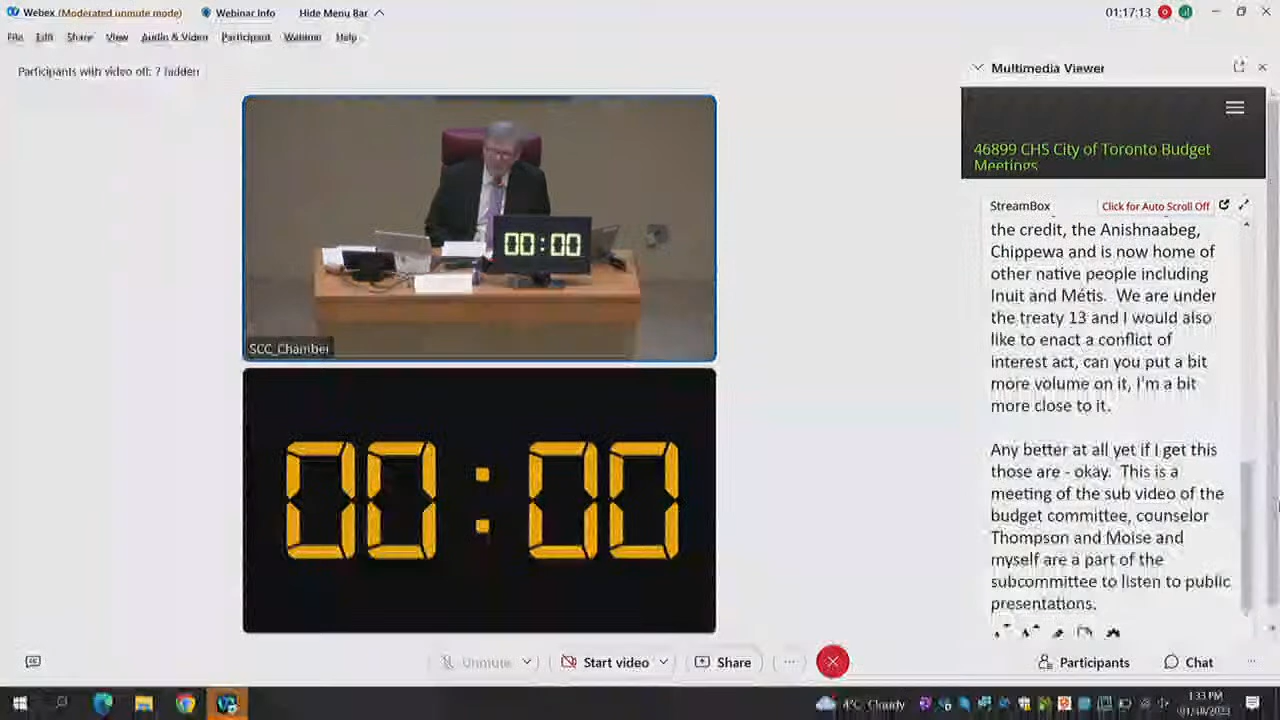 Webex (Moderated unmute mode) Webinar Info Hide Menu Bar
01:17:13
File Edit Share View Audio & Video Participant Webinar Help
Participants with video off: 7 hidden
Multimedia Viewer
46899 CHS City of Toronto Budget
Meetings
StreamBox Click for Auto Scroll Off
the credit, the Anishnaabeg,
Chippewa and is now home of
other native people including
Inuit and Métis. We are under
the treaty 13 and I would also
like to enact a conflict of
interest act, can you put a bit
more volume on it, I'm a bit
more close to it.
Any better at all yet if I get this
those are - okay. This is a
meeting of the sub video of the
budget committee, counselor
Thompson and Moise and
myself are a part of the
subcommittee to listen to public
presentations.
00:00
SCC_Chamber
00:00
Unmute Start video Share
Participants Chat
4°C Cloudy
1:33 PM